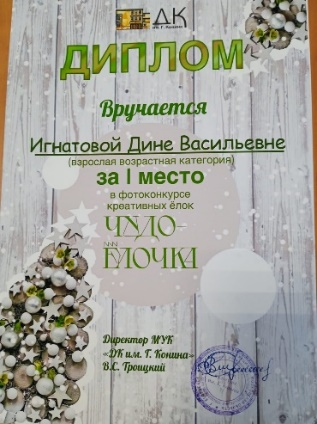 ДК
ДИПЛОМ
Вручается
Игнатовой Дине Васильевне
(взрослая возрастная категория)
за I место
в фотоконкурсе
креативных ёлок
ЧУДО-
ЁЛОЧКА
Директор МУК
«ДК им. Г. Конина»
В.С. Троицкий